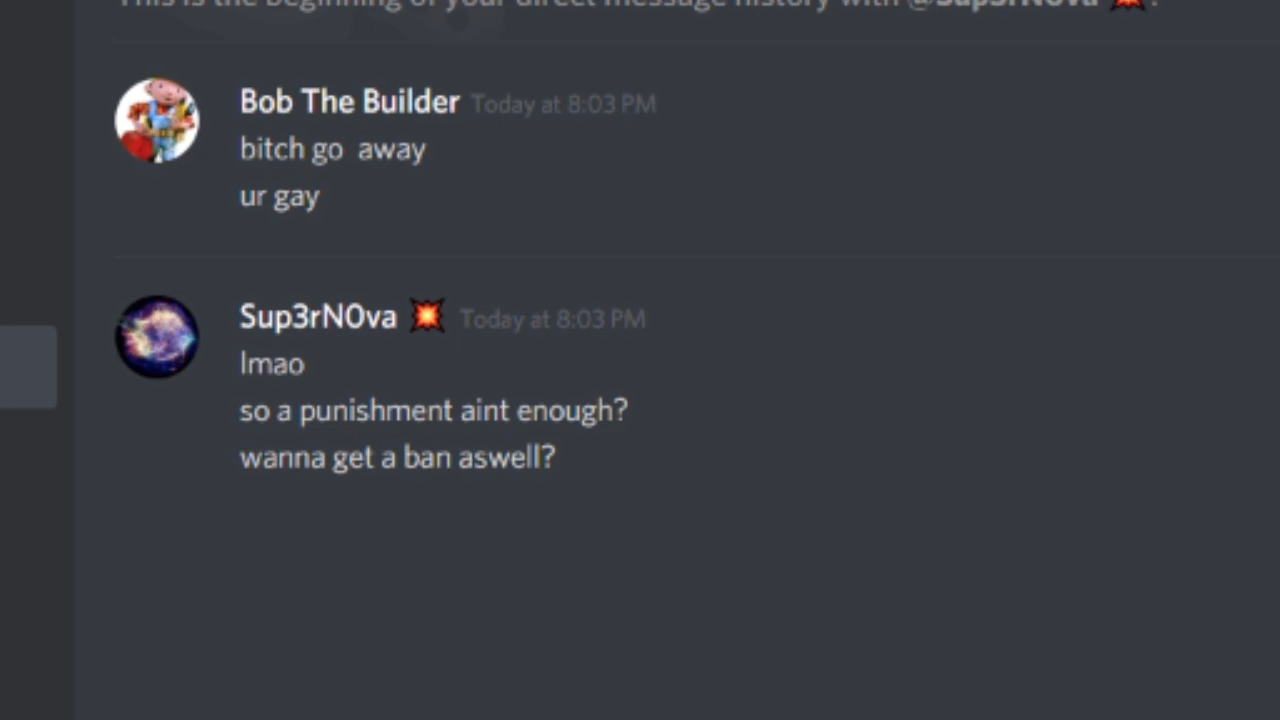 This is the beginning of your direct message history with @Sup3rN0va 💥.
Bob The Builder Today at 8:03 PM
bitch go  away
ur gay
Sup3rN0va 💥 Today at 8:03 PM
lmao
so a punishment aint enough?
wanna get a ban aswell?